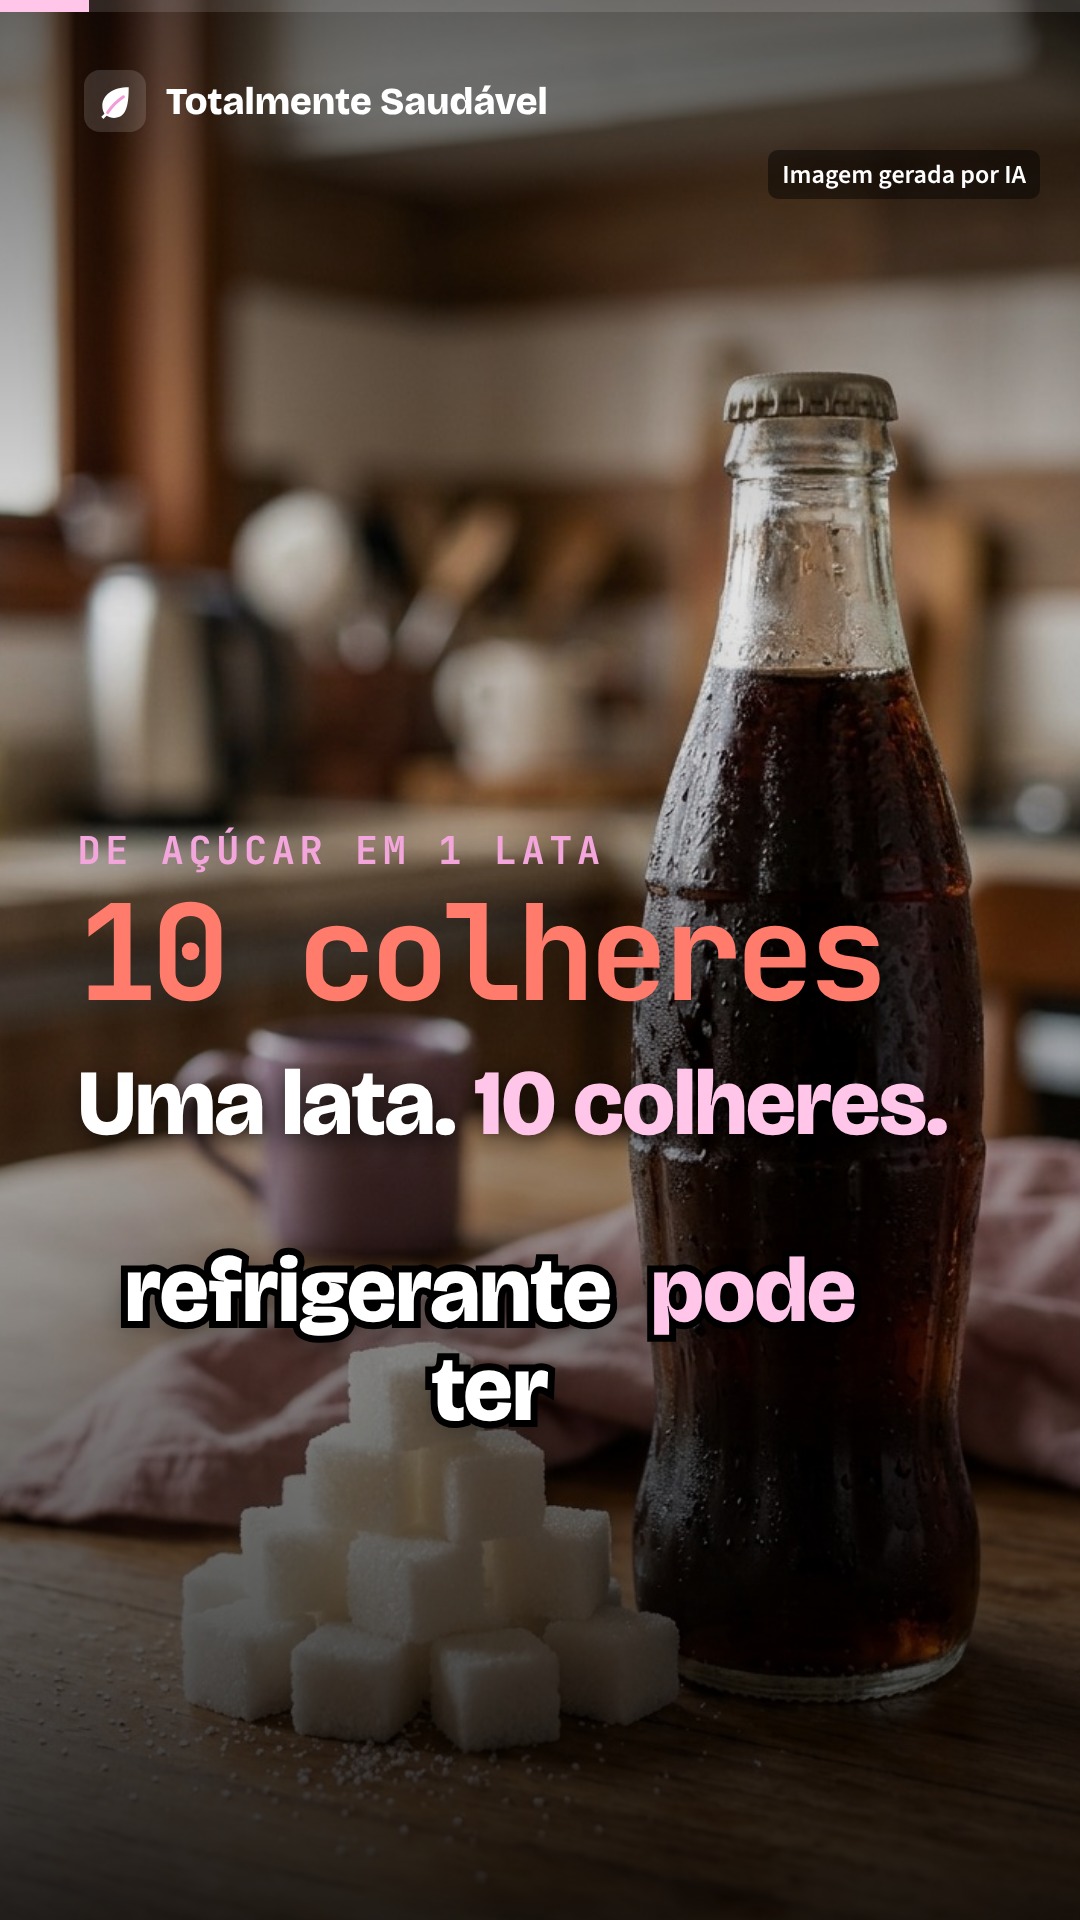 Totalmente Saudável
Imagem gerada por IA
DE AÇÚCAR EM 1 LATA
10 colheres
Uma lata. 10 colheres.
refrigerante pode
ter